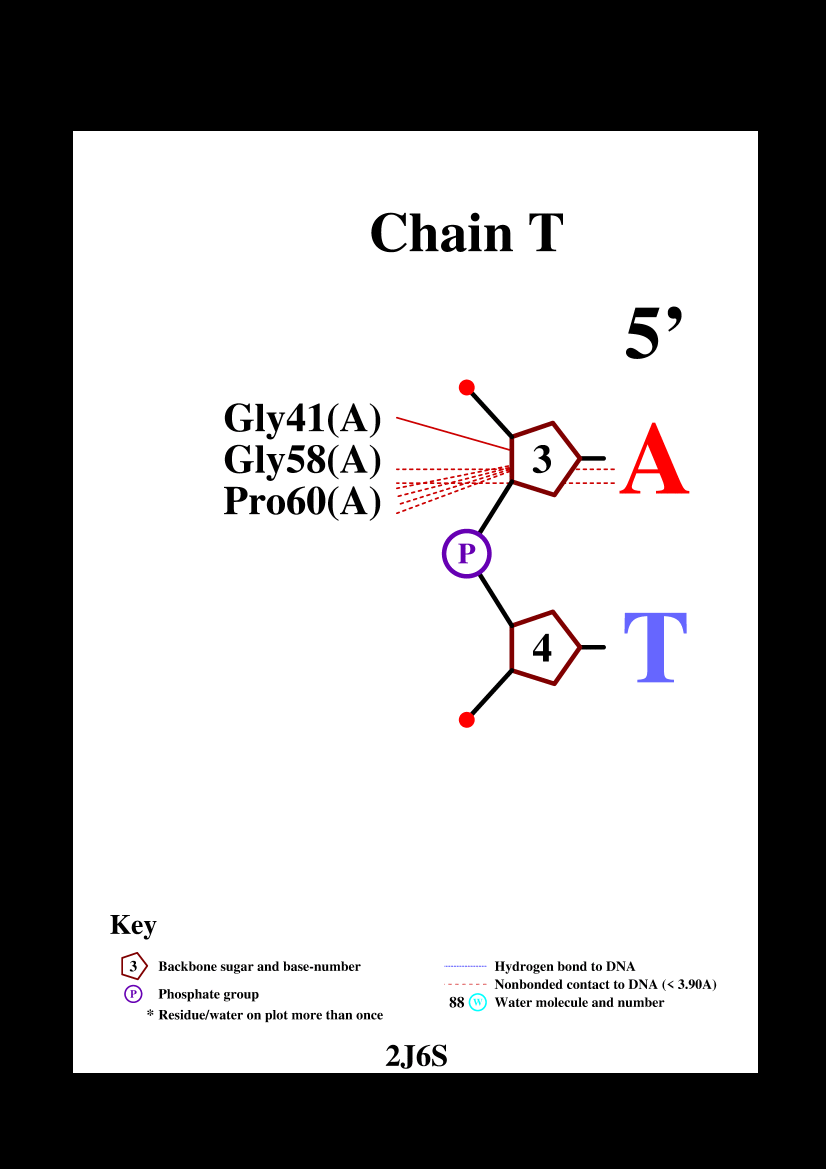 Chain T
5’
Gly41(A)
Gly58(A)
Pro60(A)
3
A
P
4
T
Key
3 Backbone sugar and base-number
P Phosphate group
* Residue/water on plot more than once
Hydrogen bond to DNA
Nonbonded contact to DNA (< 3.90A)
88 W Water molecule and number
2J6S